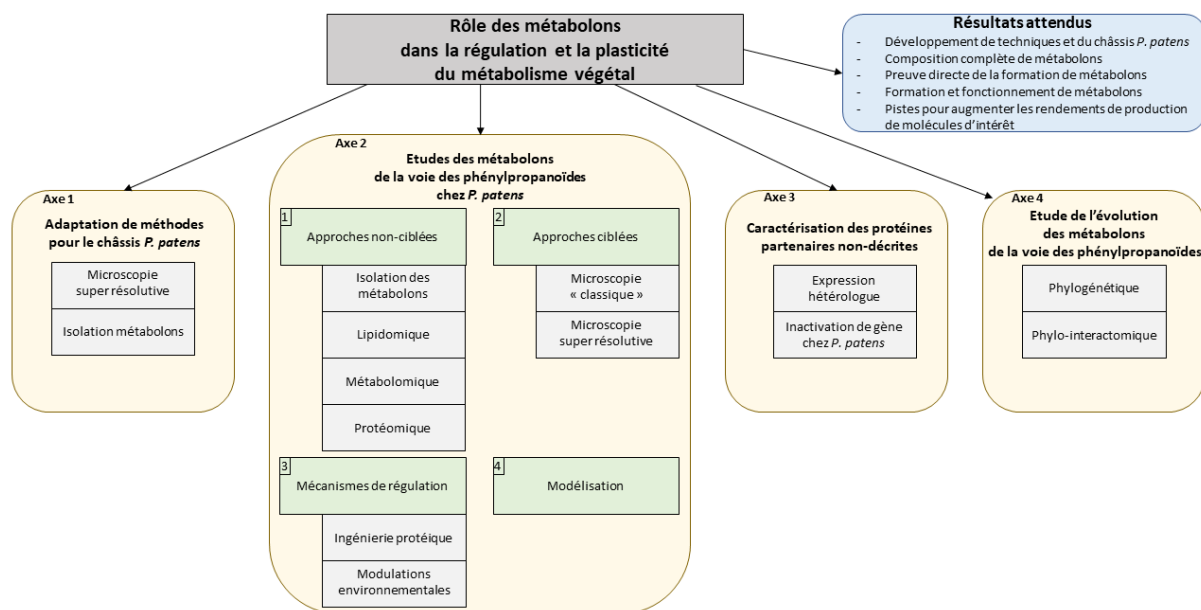 Rôle des métabolons
dans la régulation et la plasticité
du métabolisme végétal
Résultats attendus
- Développement de techniques et du châssis P. patens
- Composition complète de métabolons
- Preuve directe de la formation de métabolons
- Formation et fonctionnement de métabolons
- Pistes pour augmenter les rendements de production
de molécules d'intérêt
Axe 1
Adaptation de méthodes
pour le châssis P. patens
Microscopie
super résolutive
Isolation métabolons
Axe 2
Etudes des métabolons
de la voie des phénylpropanoïdes
chez P. patens
1
Approches non-ciblées
Isolation des
métabolons
Lipidomique
Métabolomique
Protéomique
2
Approches ciblées
Microscopie
« classique »
Microscopie
super résolutive
3
Mécanismes de régulation
Ingénierie protéique
Modulations
environnementales
4
Modélisation
Axe 3
Caractérisation des protéines
partenaires non-décrites
Expression
hétérologue
Inactivation de gène
chez P. patens
Axe 4
Etude de l'évolution
des métabolons
de la voie des phénylpropanoïdes
Phylogénétique
Phylo-interactomique